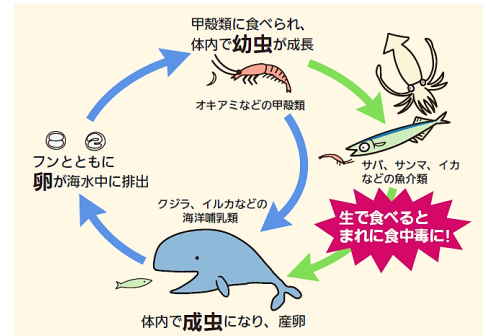 甲殻類に食べられ、
体内で幼虫が成長
オキアミなどの甲殻類
サバ、サンマ、イカ
などの魚介類
生で食べると
まれに食中毒に!
クジラ、イルカなどの
海洋哺乳類
体内で成虫になり、産卵
フンとともに
卵が海水中に排出